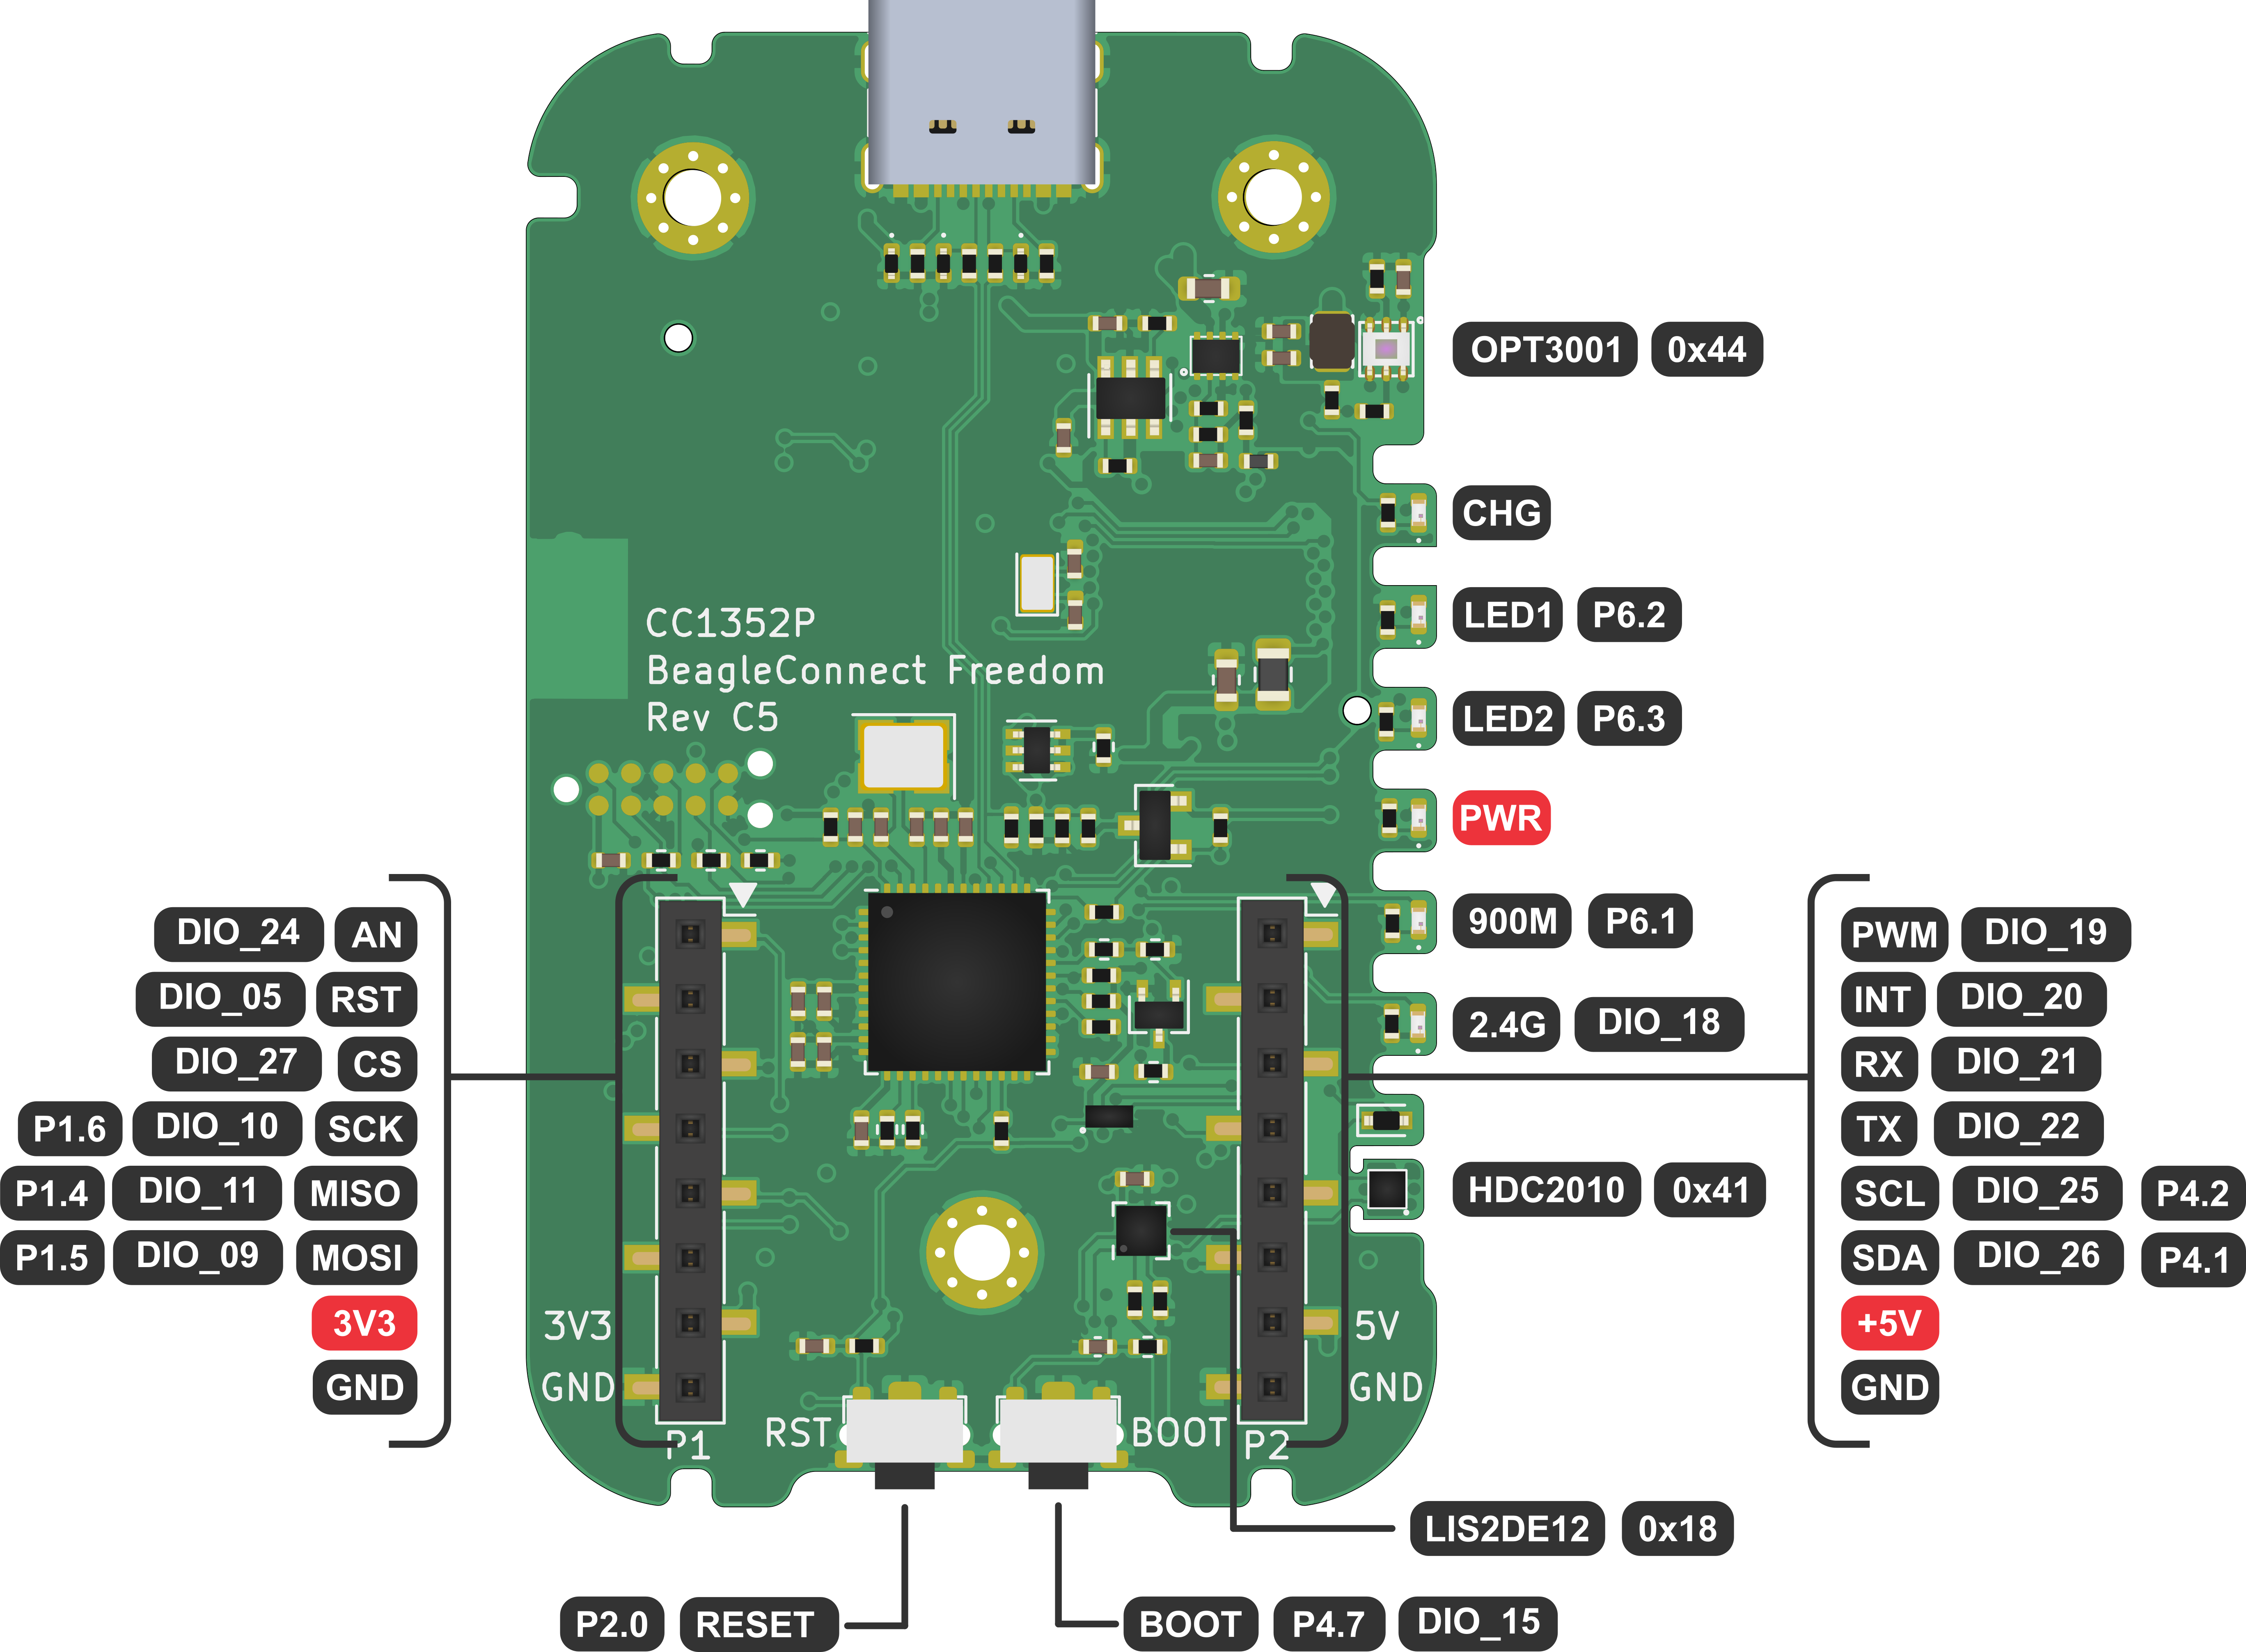 OPT3001 0x44
CHG
LED1 P6.2
CC1352P
BeagleConnect Freedom
Rev C5
LED2 P6.3
PWR
900M P6.1
2.4G DIO_18
DIO_24 AN
DIO_05 RST
DIO_27 CS
P1.6 DIO_10 SCK
P1.4 DIO_11 MISO
P1.5 DIO_09 MOSI
3V3
GND
PWM DIO_19
INT DIO_20
RX DIO_21
TX DIO_22
SCL DIO_25 P4.2
SDA DIO_26 P4.1
+5V
GND
HDC2010 0x41
3V3
GND
5V
GND
P1
RST
BOOT
P2
LIS2DE12 0x18
P2.0 RESET
BOOT P4.7 DIO_15